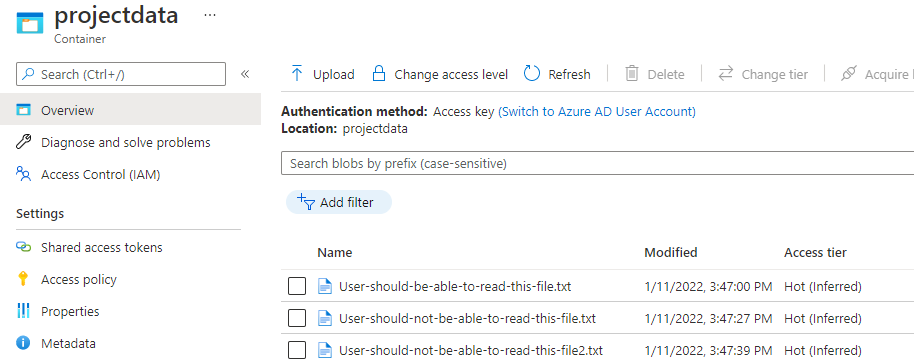 projectdata ...
Container
Search (Ctrl+/) «
Overview
Diagnose and solve problems
Access Control (IAM)
Settings
Shared access tokens
Access policy
Properties
Metadata
Upload Change access level Refresh Delete Change tier Acquire
Authentication method: Access key (Switch to Azure AD User Account)
Location: projectdata
Search blobs by prefix (case-sensitive)
Add filter
Name Modified Access tier
User-should-be-able-to-read-this-file.txt 1/11/2022, 3:47:00 PM Hot (Inferred)
User-should-not-be-able-to-read-this-file.txt 1/11/2022, 3:47:27 PM Hot (Inferred)
User-should-not-be-able-to-read-this-file2.txt 1/11/2022, 3:47:39 PM Hot (Inferred)